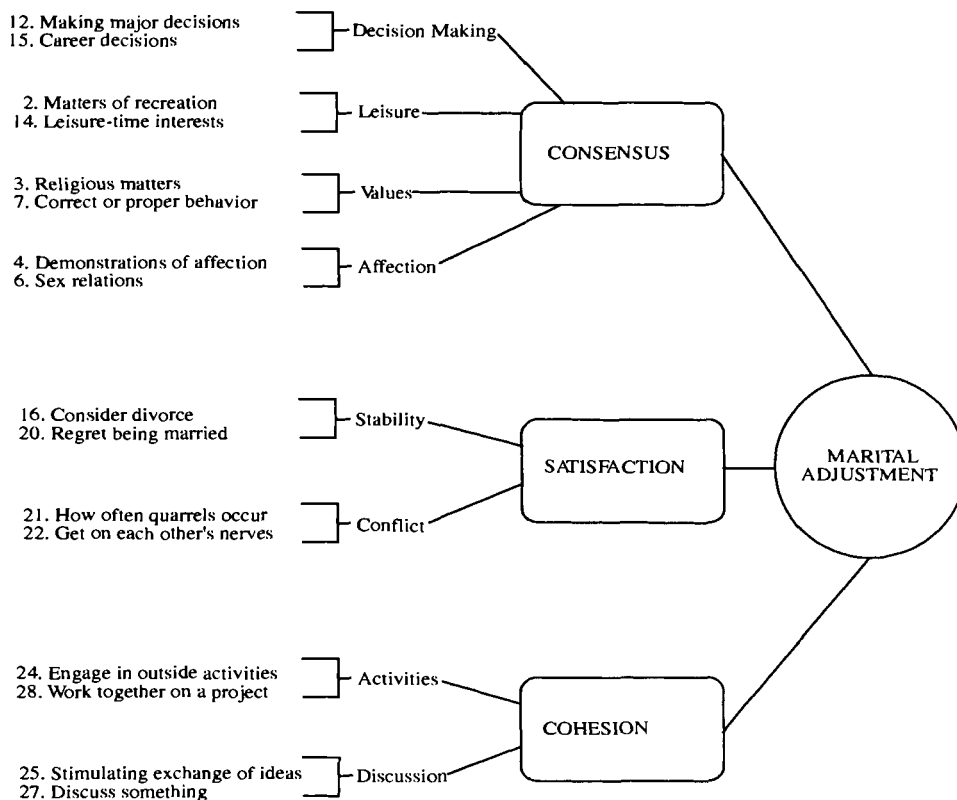 12. Making major decisions
15. Career decisions
Decision Making
2. Matters of recreation
14. Leisure-time interests
Leisure
CONSENSUS
3. Religious matters
7. Correct or proper behavior
Values
4. Demonstrations of affection
6. Sex relations
Affection
16. Consider divorce
20. Regret being married
Stability
SATISFACTION
MARITAL
ADJUSTMENT
21. How often quarrels occur
22. Get on each other's nerves
Conflict
24. Engage in outside activities
28. Work together on a project
Activities
COHESION
25. Stimulating exchange of ideas
27. Discuss something
Discussion